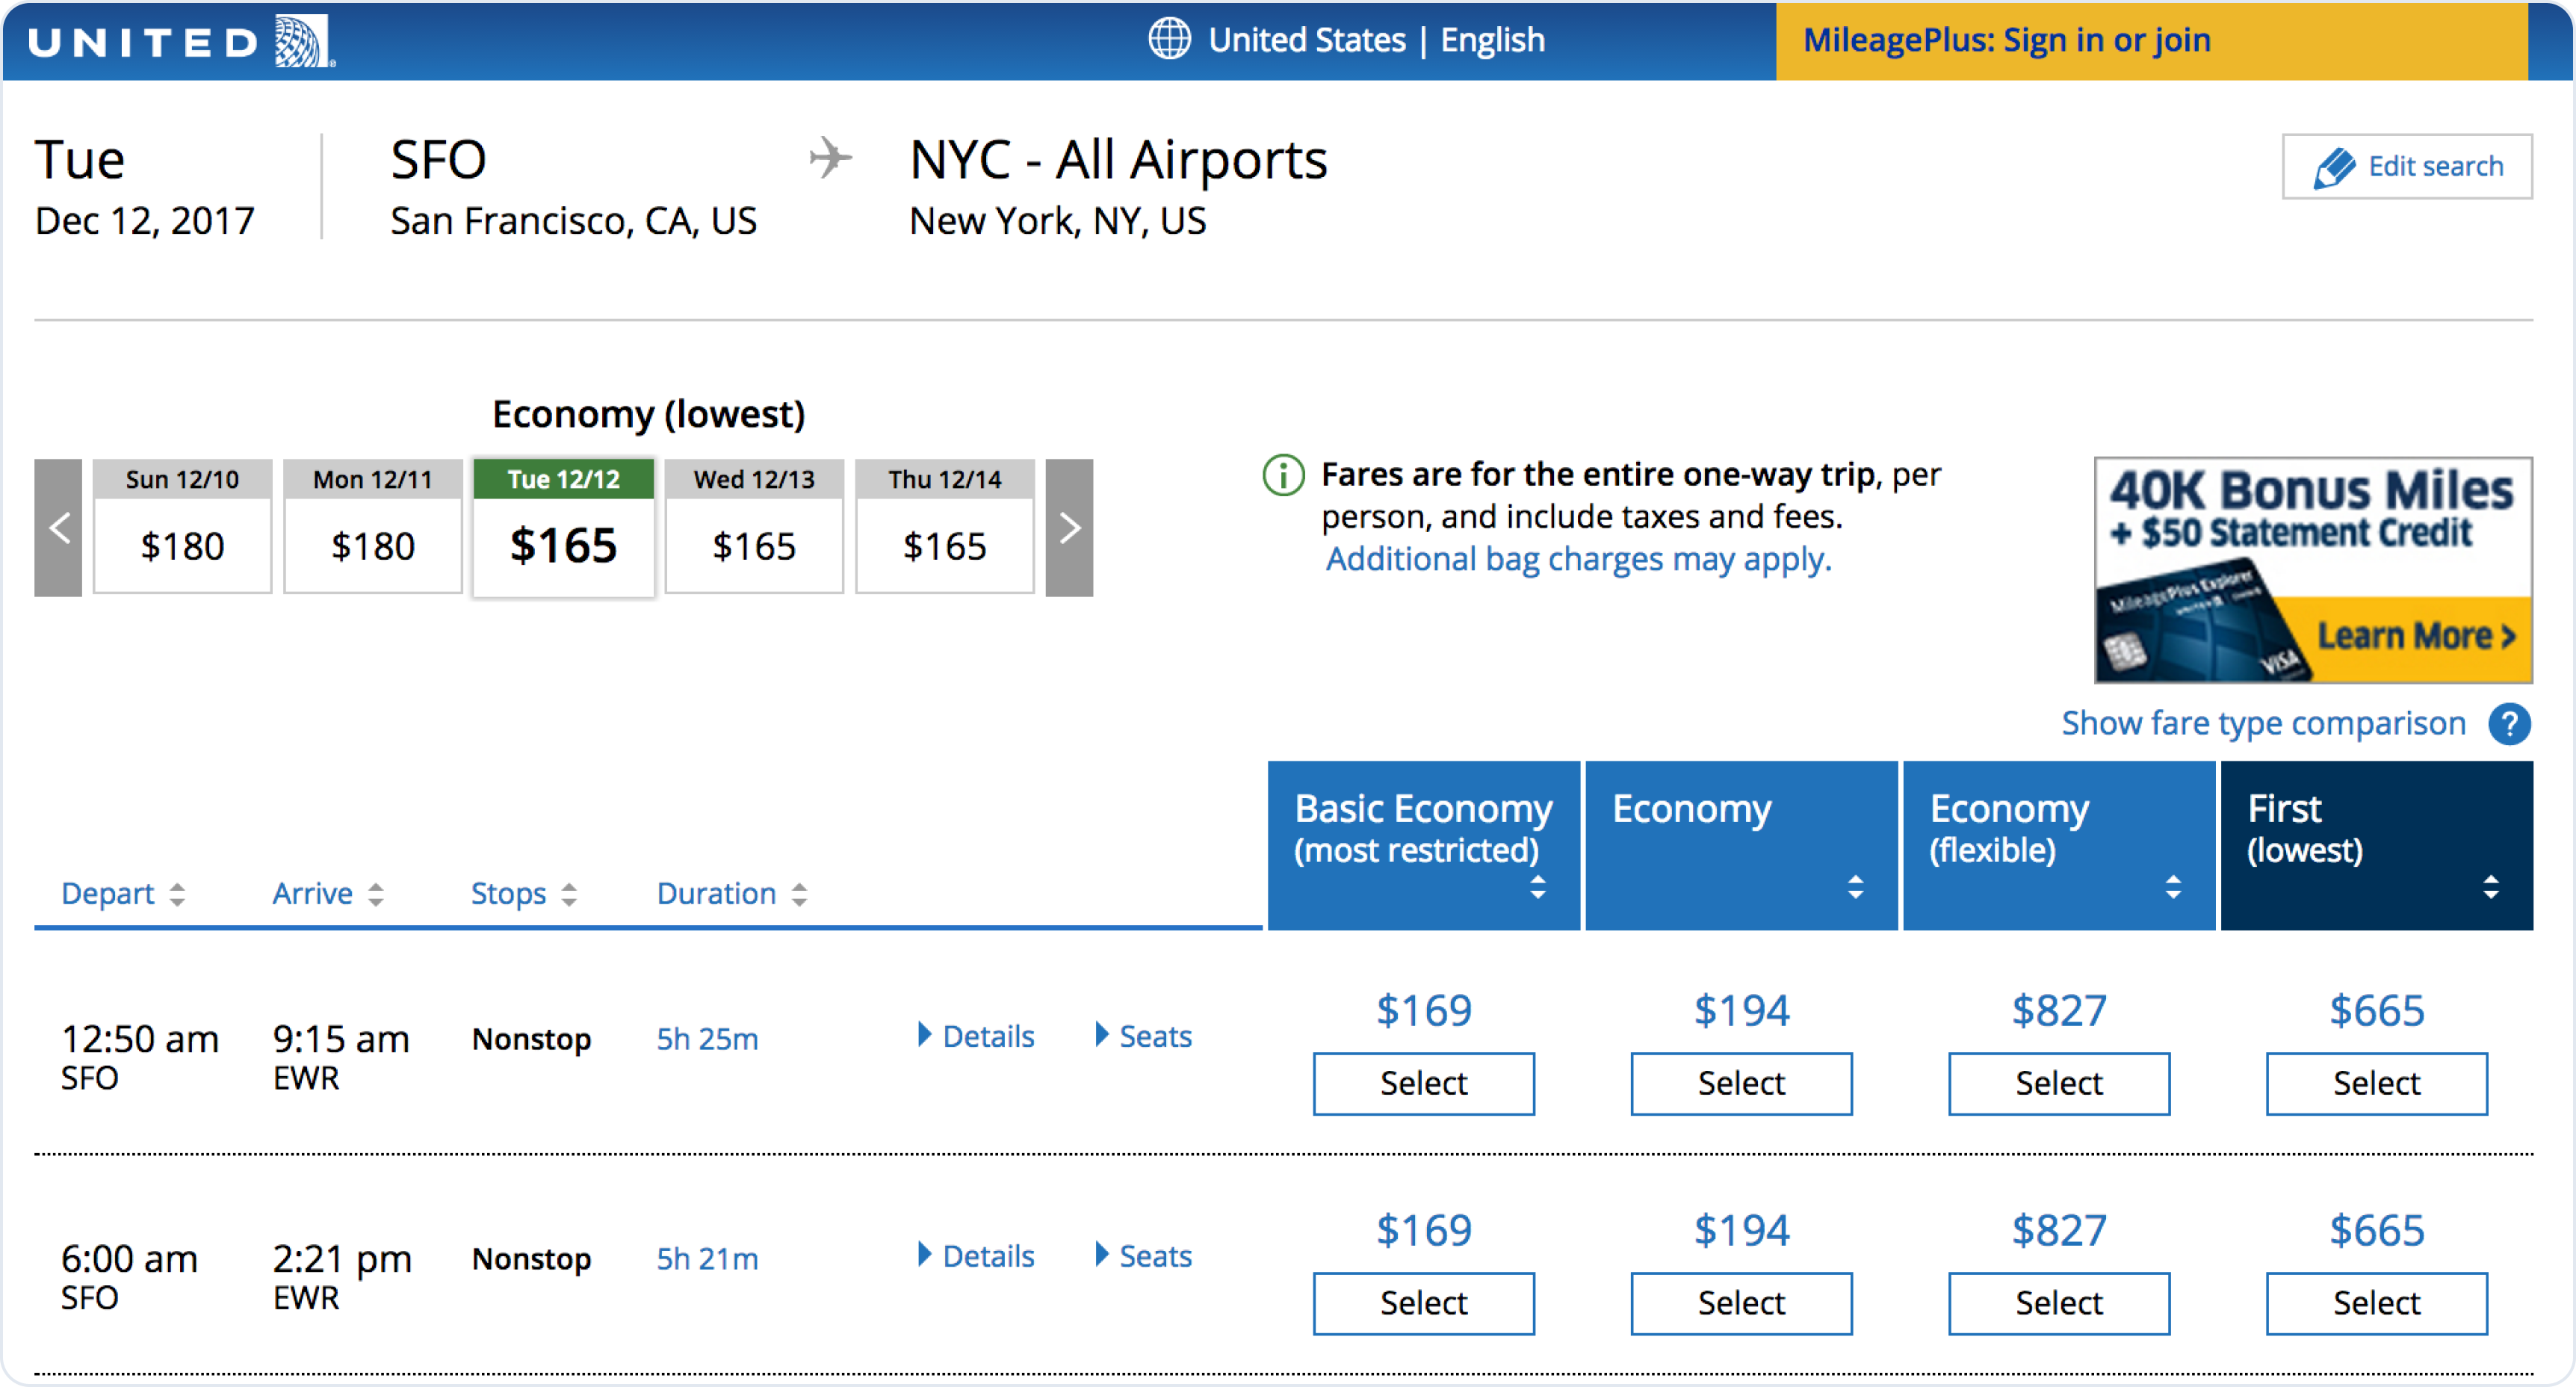 UNITED
United States | English
MileagePlus: Sign in or join
Tue
Dec 12, 2017
SFO
San Francisco, CA, US
NYC - All Airports
New York, NY, US
Edit search
Economy (lowest)
Sun 12/10
$180
Mon 12/11
$180
Tue 12/12
$165
Wed 12/13
$165
Thu 12/14
$165
Fares are for the entire one-way trip, per
person, and include taxes and fees.
Additional bag charges may apply.
40K Bonus Miles
+ $50 Statement Credit
MileagePlus Explorer
VISA
Learn More >
Show fare type comparison ?
Depart
Arrive
Stops
Duration
Basic Economy
(most restricted)
Economy
Economy
(flexible)
First
(lowest)
12:50 am
SFO
9:15 am
EWR
Nonstop
5h 25m
Details
Seats
$169
Select
$194
Select
$827
Select
$665
Select
6:00 am
SFO
2:21 pm
EWR
Nonstop
5h 21m
Details
Seats
$169
Select
$194
Select
$827
Select
$665
Select